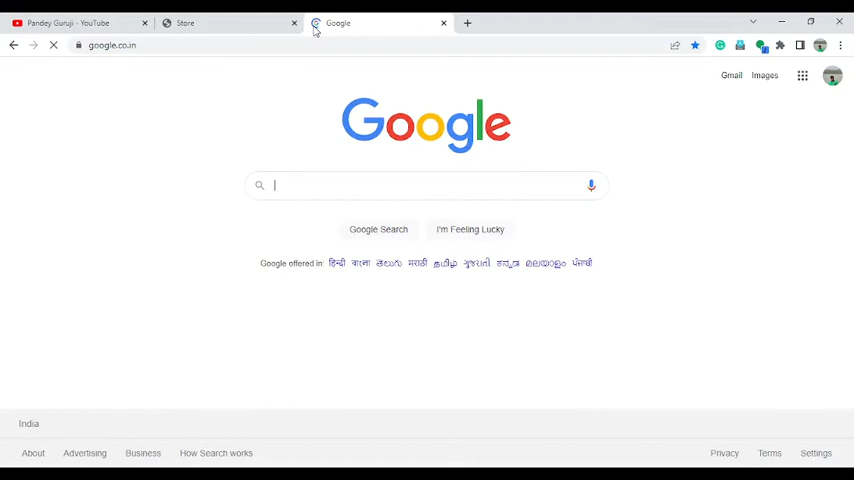 Pandey Guruji - YouTube
Store
Google
google.co.in
Gmail Images
Google
Google Search I'm Feeling Lucky
Google offered in: हिन्दी বাংলা తెలుగు मराठी தமிழ் ગુજરાતી ಕನ್ನಡ മലയാളം ਪੰਜਾਬੀ
India
About Advertising Business How Search works Privacy Terms Settings